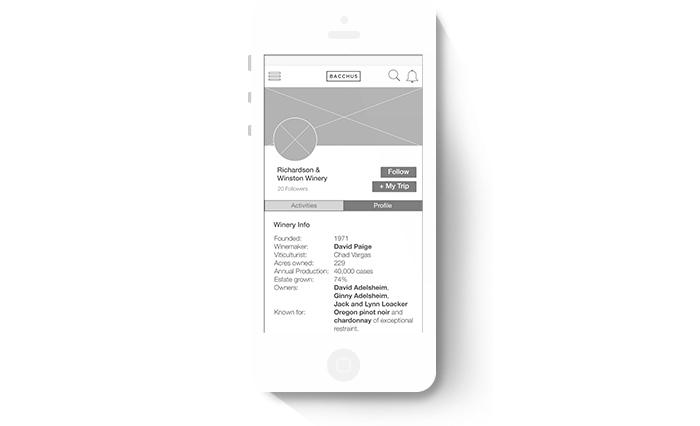 BACCHUS
Richardson &
Winston Winery
20 Followers
Follow
+ My Trip
Activities
Profile
Winery Info
Founded: 1971
Winemaker: David Paige
Viticulturist: Chad Vargas
Acres owned: 229
Annual Production: 40,000 cases
Estate grown: 74%
Owners: David Adelsheim,
Ginny Adelsheim,
Jack and Lynn Loacker
Known for: Oregon pinot noir and
chardonnay of exceptional
restraint.